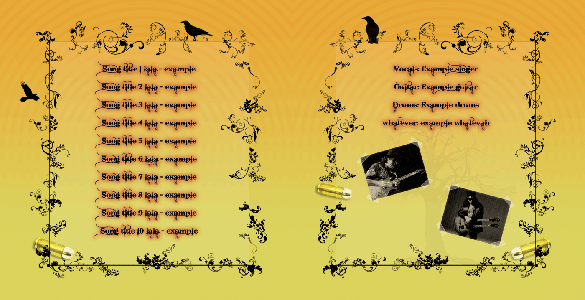 Song title 1 lala - example
Song title 2 lala - example
Song title 3 lala - example
Song title 4 lala - example
Song title 5 lala - example
Song title 6 lala - example
Song title 7 lala - example
Song title 8 lala - example
Song title 9 lala - example
Song title 10 lala - example
Vocals: Example singer
Guitar: Example guitar
Drums: Example drums
whatever: example whatevah